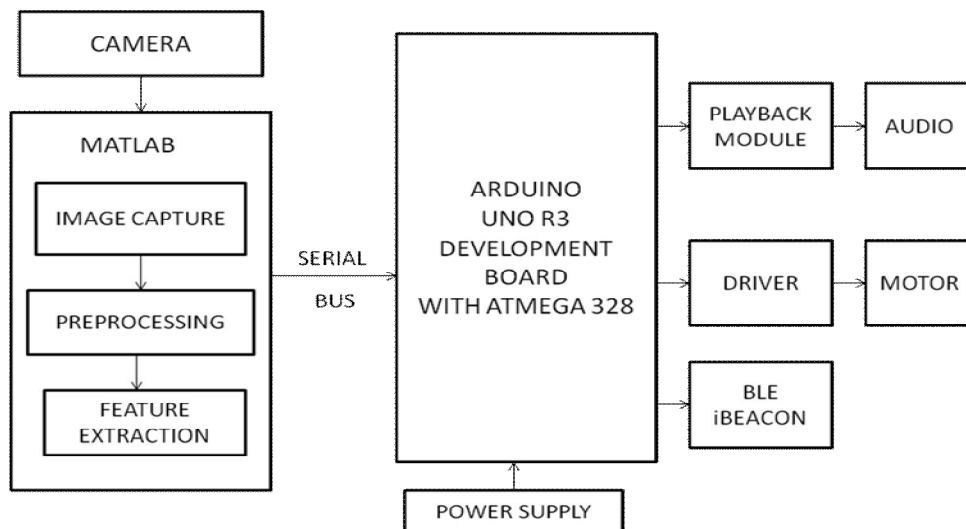 CAMERA
MATLAB
IMAGE CAPTURE
PREPROCESSING
FEATURE
EXTRACTION
SERIAL
BUS
ARDUINO
UNO R3
DEVELOPMENT
BOARD
WITH ATMEGA 328
POWER SUPPLY
PLAYBACK
MODULE
AUDIO
DRIVER
MOTOR
BLE
iBEACON